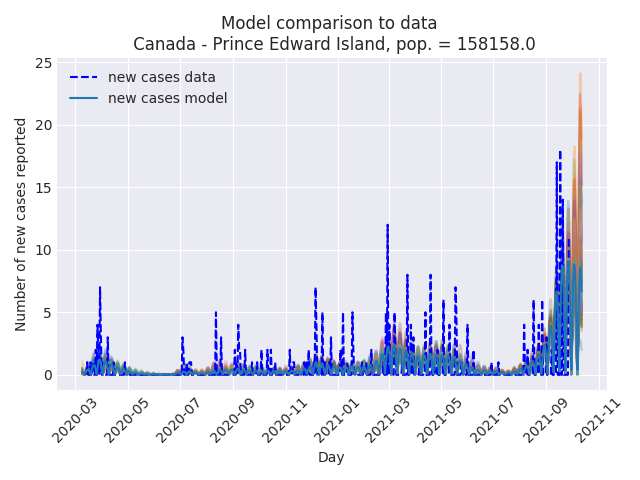 Model comparison to data
Canada - Prince Edward Island, pop. = 158158.0
new cases data
new cases model
Number of new cases reported
25
20
15
10
5
0
2020-03
2020-05
2020-07
2020-09
2020-11
2021-01
2021-03
2021-05
2021-07
2021-09
2021-11
Day